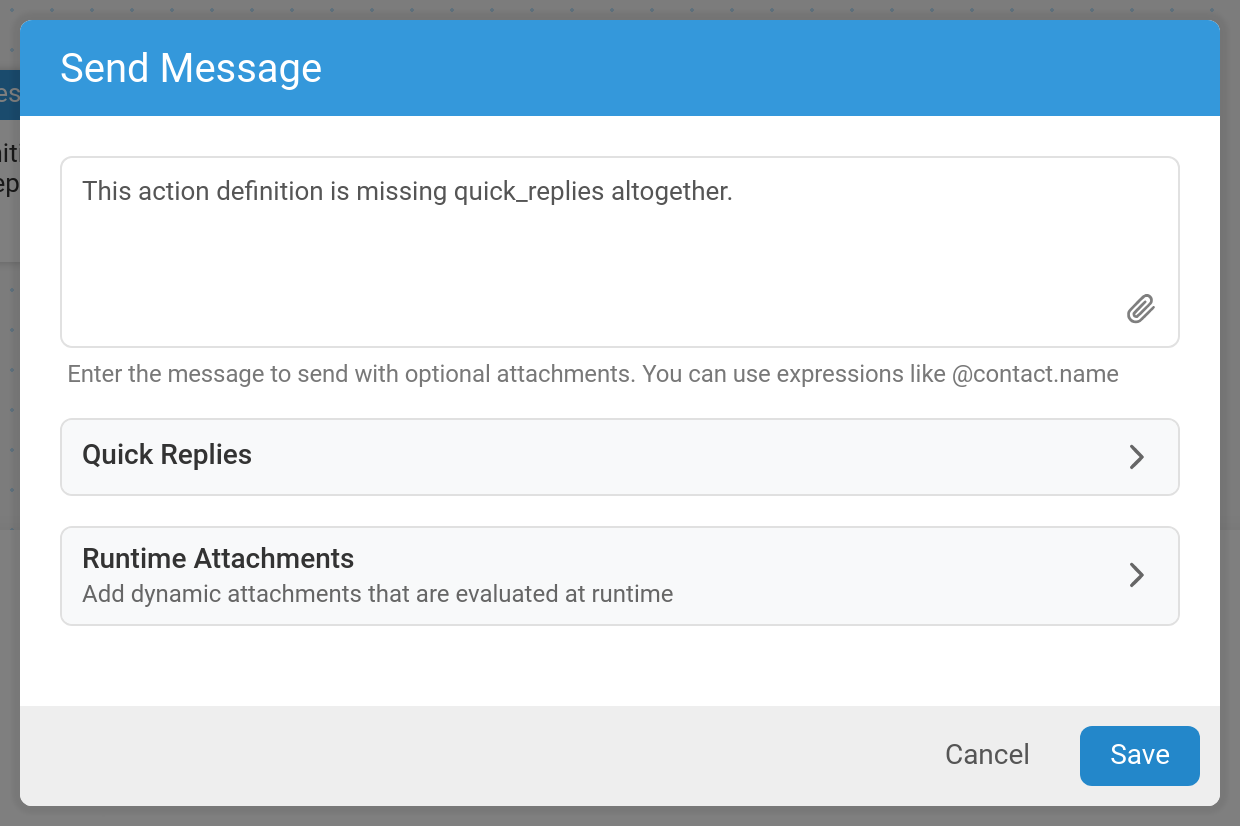 Send Message
This action definition is missing quick_replies altogether.
Enter the message to send with optional attachments. You can use expressions like @contact.name
Quick Replies
Runtime Attachments
Add dynamic attachments that are evaluated at runtime
Cancel
Save